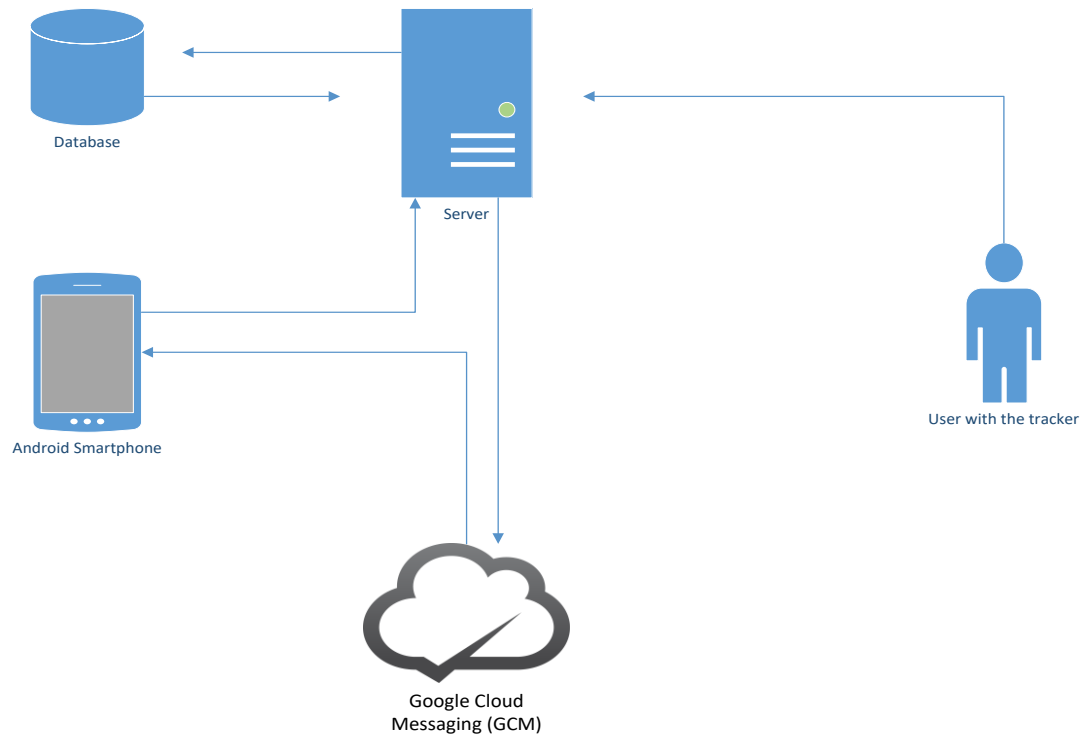 Database
Server
Android Smartphone
User with the tracker
Google Cloud
Messaging (GCM)